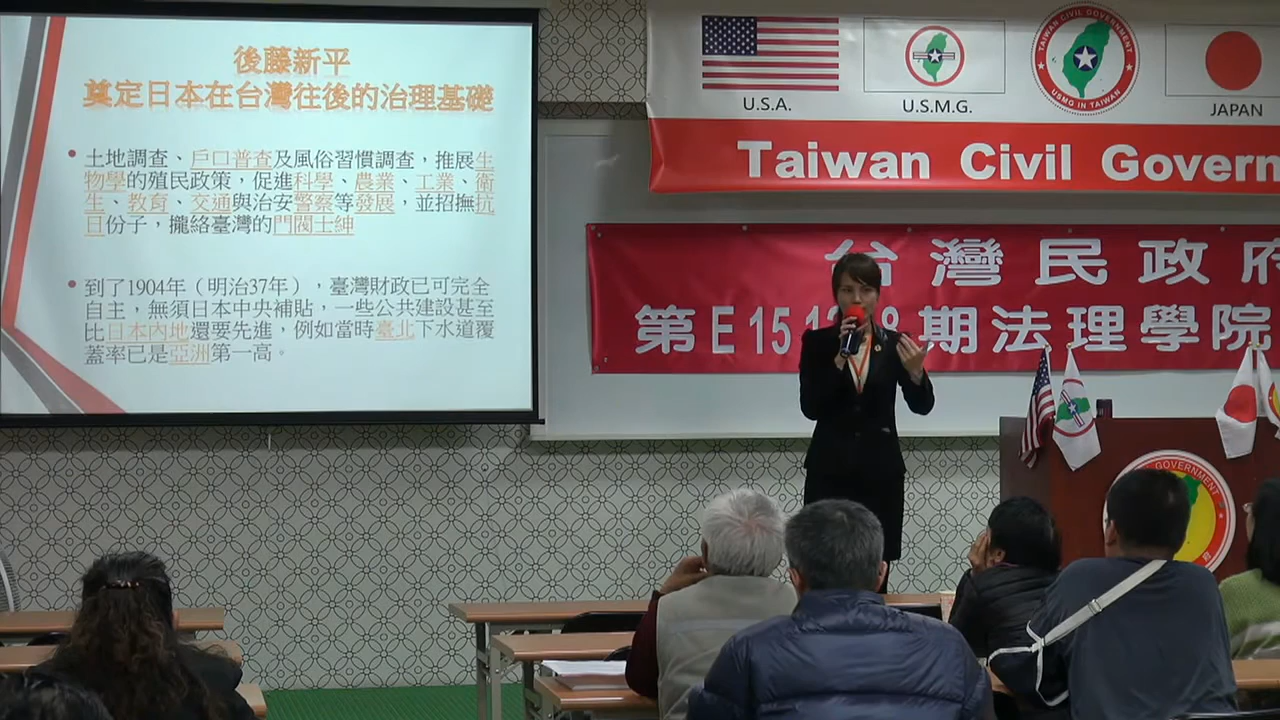 後藤新平
奠定日本在台灣往後的治理基礎
• 土地調查、戶口普查及風俗習慣調查，推展生
物學的殖民政策，促進科學、農業、工業、衛
生、教育、交通與治安警察等發展，並招撫抗
日份子，攏絡臺灣的門閥士紳
• 到了1904年（明治37年），臺灣財政已可完全
自主，無須日本中央補貼，一些公共建設甚至
比日本內地還要先進，例如當時臺北下水道覆
蓋率已是亞洲第一高。
U.S.A.
U.S.M.G.
TAIWAN CIVIL GOVERNMENT
USMG IN TAIWAN
JAPAN
Taiwan Civil Governm
台灣民政府
第E15
期法理學院
GOVERNMENT